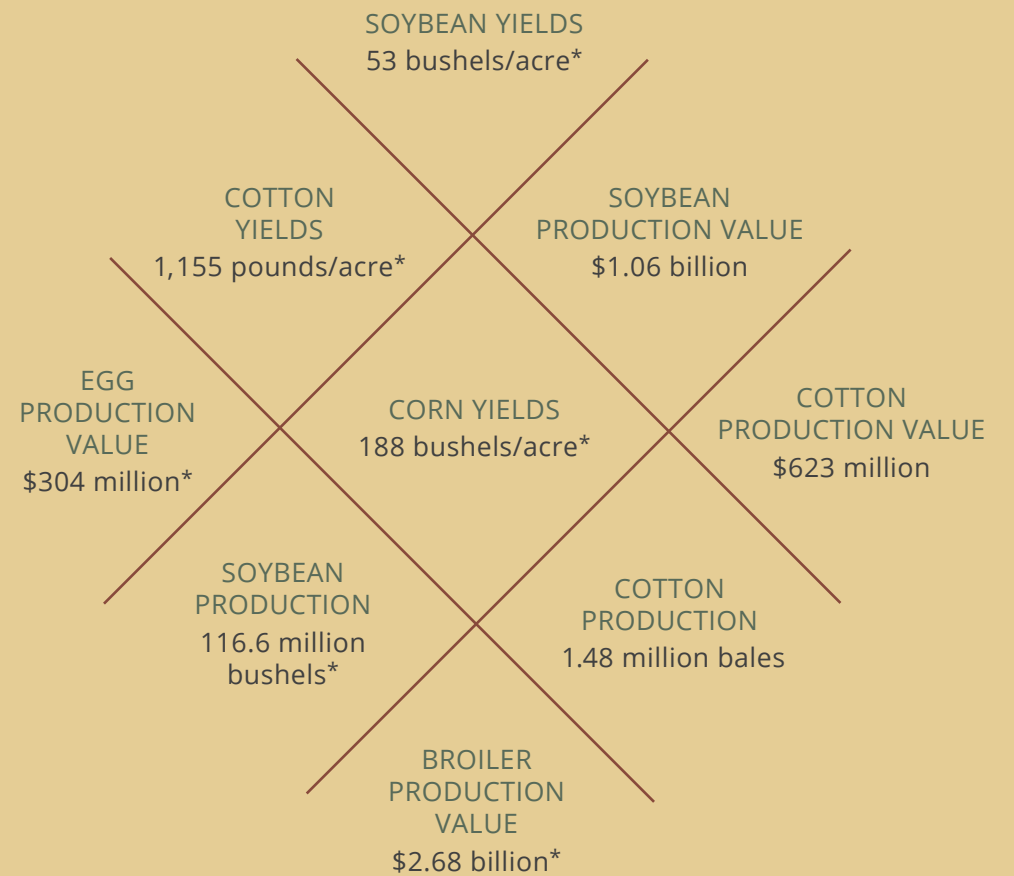 SOYBEAN YIELDS
53 bushels/acre*
COTTON
YIELDS
1,155 pounds/acre*
SOYBEAN
PRODUCTION VALUE
$1.06 billion
EGG
PRODUCTION
VALUE
$304 million*
CORN YIELDS
188 bushels/acre*
COTTON
PRODUCTION VALUE
$623 million
SOYBEAN
PRODUCTION
116.6 million
bushels*
COTTON
PRODUCTION
1.48 million bales
BROILER
PRODUCTION
VALUE
$2.68 billion*